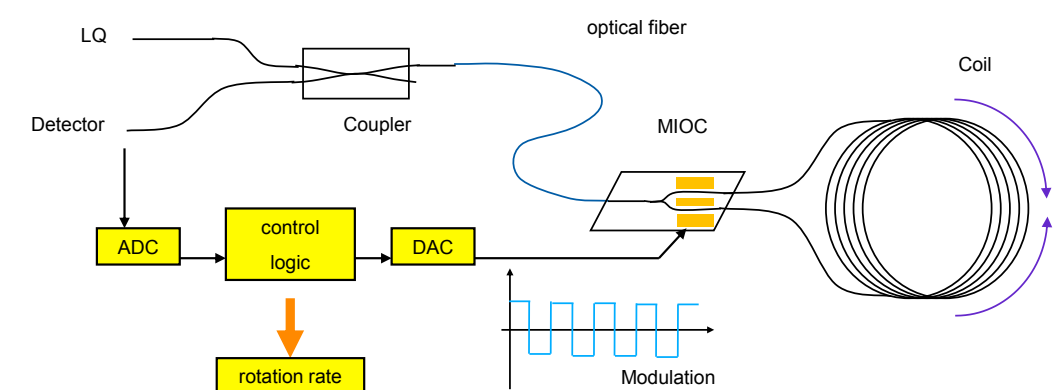 optical fiber
LQ
Coil
Detector
Coupler
MIOC
ADC
control
logic
DAC
rotation rate
Modulation